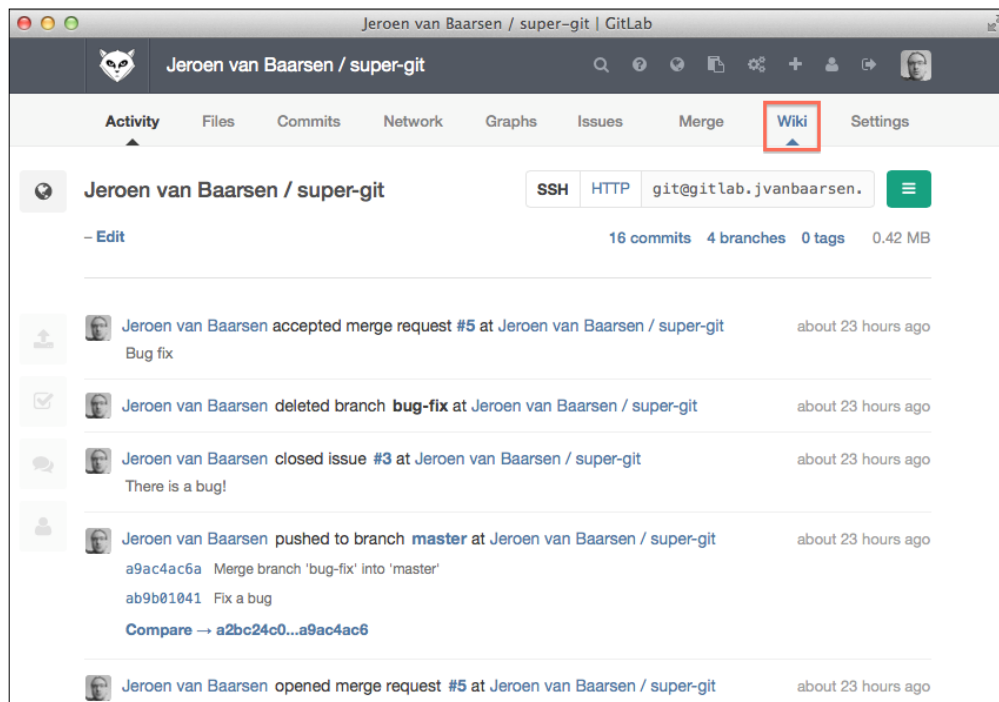 Jeroen van Baarsen / super-git | GitLab
Jeroen van Baarsen / super-git
Activity Files Commits Network Graphs Issues Merge Wiki Settings
Jeroen van Baarsen / super-git SSH HTTP git@gitlab.jvanbaarsen.
– Edit 16 commits 4 branches 0 tags 0.42 MB
Jeroen van Baarsen accepted merge request #5 at Jeroen van Baarsen / super-git about 23 hours ago
Bug fix
Jeroen van Baarsen deleted branch bug-fix at Jeroen van Baarsen / super-git about 23 hours ago
Jeroen van Baarsen closed issue #3 at Jeroen van Baarsen / super-git about 23 hours ago
There is a bug!
Jeroen van Baarsen pushed to branch master at Jeroen van Baarsen / super-git about 23 hours ago
a9ac4ac6a Merge branch 'bug-fix' into 'master'
ab9b01041 Fix a bug
Compare → a2bc24c0...a9ac4ac6
Jeroen van Baarsen opened merge request #5 at Jeroen van Baarsen / super-git about 23 hours ago